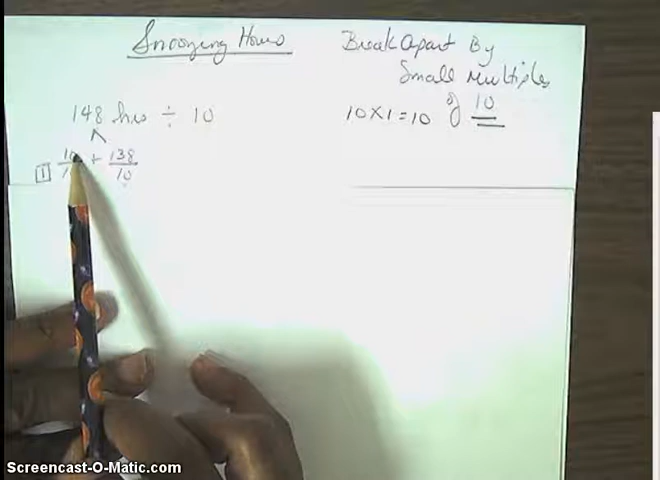 Snoozing Hours
Break Apart By
Small Multiples
of 10
148 hrs ÷ 10
10 x 1 = 10
1 10 + 138
10
Screencast-O-Matic.com